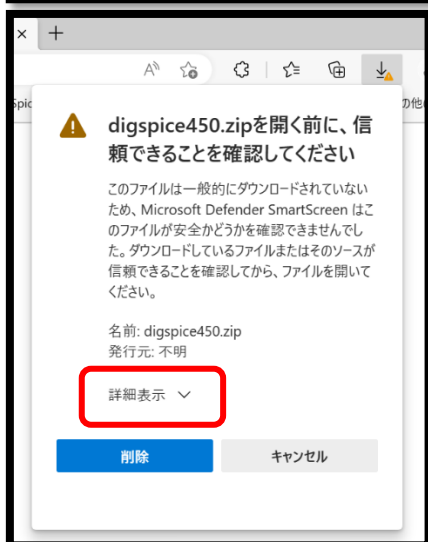 digspice450.zipを開く前に、信
頼できることを確認してください
このファイルは一般的にダウンロードされていない
ため、Microsoft Defender SmartScreen はこ
のファイルが安全かどうかを確認できませんでし
た。ダウンロードしているファイルまたはそのソースが
信頼できることを確認してから、ファイルを開いて
ください。
名前: digspice450.zip
発行元: 不明
詳細表示
削除 キャンセル